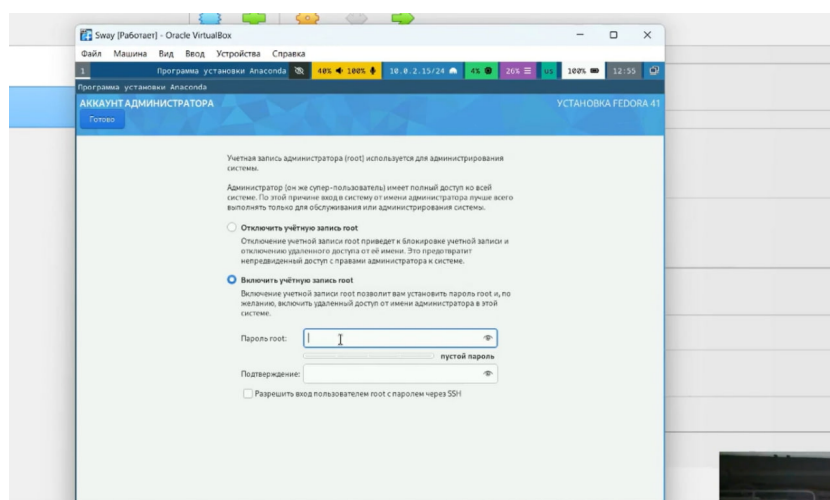 Sway [Работает] - Oracle VirtualBox
Файл Машина Вид Ввод Устройства Справка
1 Программа установки Anaconda 40% 100% 10.0.2.15/24 4% 26% us 100% 12:55
Программа установки Anaconda
АККАУНТ АДМИНИСТРАТОРА УСТАНОВКА FEDORA 41
Готово
Учетная запись администратора (root) используется для администрирования
системы.
Администратор (он же супер-пользователь) имеет полный доступ ко всей
системе. По этой причине вход в систему от имени администратора лучше всего
выполнять только для обслуживания или администрирования системы.
Отключить учётную запись root
Отключение учетной записи root приведет к блокировке учетной записи и
отключению удаленного доступа от её имени. Это предотвратит
непредвиденный доступ с правами администратора к системе.
Включить учётную запись root
Включение учетной записи root позволит вам установить пароль root и, по
желанию, включить удаленный доступ от имени администратора в этой
системе.
Пароль root:
пустой пароль
Подтверждение:
Разрешить вход пользователем root с паролем через SSH